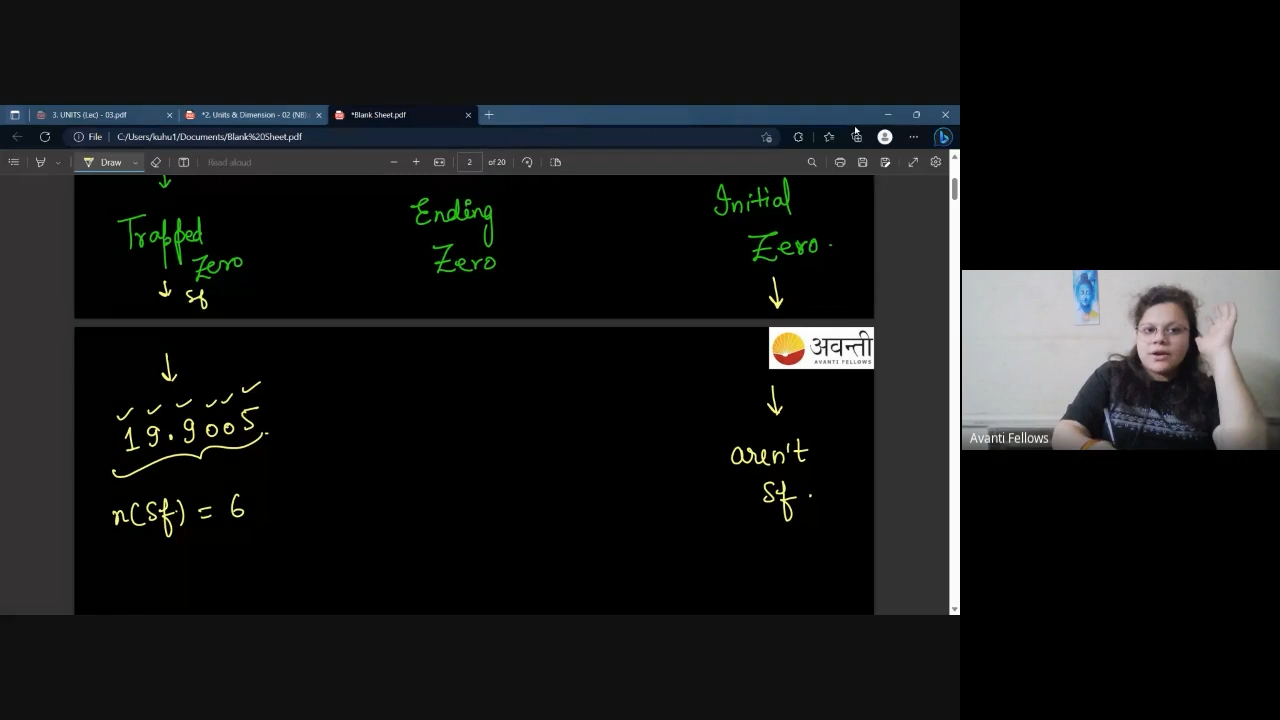 3. UNITS (Lec) - 03.pdf
*2. Units & Dimension - 02 (NB).
*Blank Sheet.pdf
File
C:/Users/kuhu1/Documents/Blank%20Sheet.pdf
Draw
Read aloud
2
of 20
Trapped
Zero
Sf
Ending
Zero
Initial
Zero.
अवन्ती
AVANTI FELLOWS
19.9005
n(Sf) = 6
aren't
Sf.
Avanti Fellows